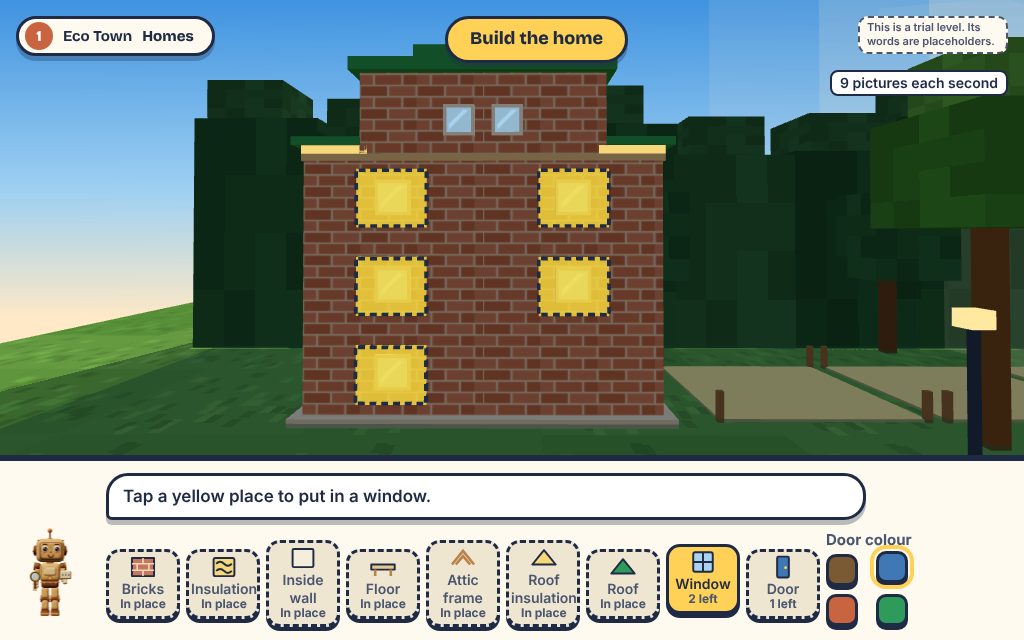 1 Eco Town Homes
Build the home
This is a trial level. Its
words are placeholders.
9 pictures each second
Tap a yellow place to put in a window.
Door colour
Bricks
In place
Insulation
In place
Inside
wall
In place
Floor
In place
Attic
frame
In place
Roof
insulation
In place
Roof
In place
Window
2 left
Door
1 left